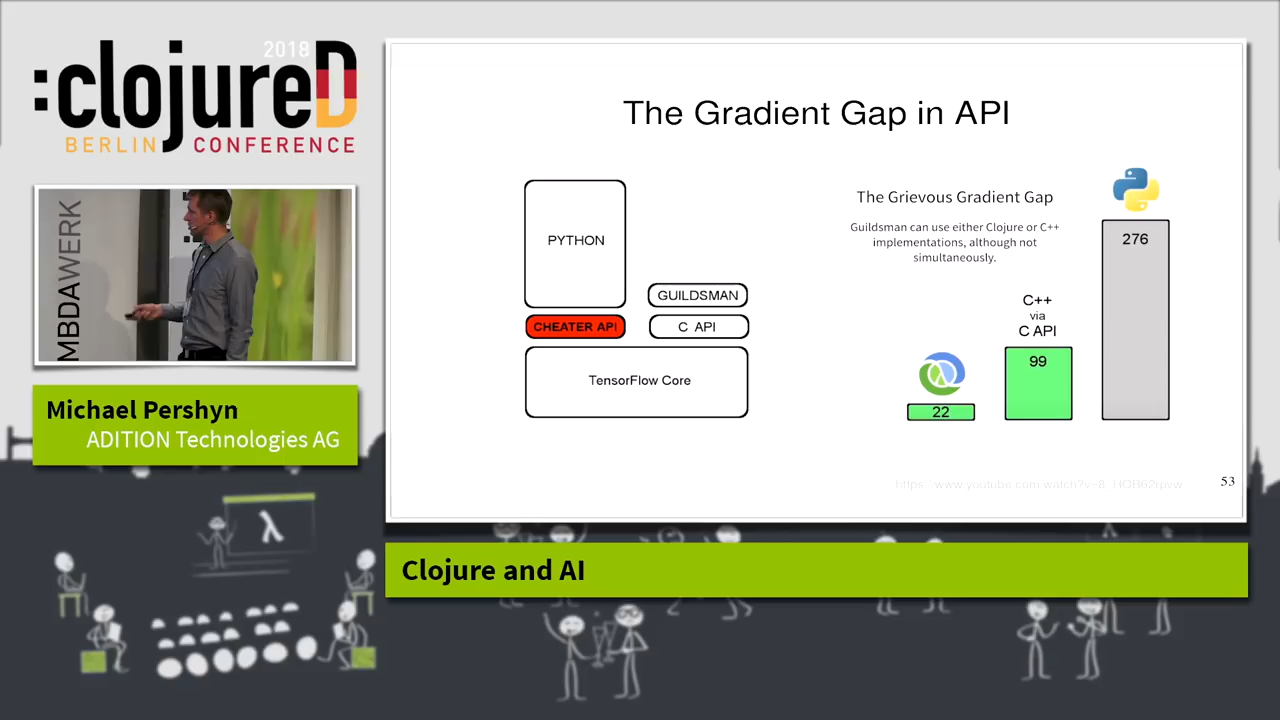 2018
:clojureD
BERLIN CONFERENCE
MBDAWERK
Michael Pershyn
ADITION Technologies AG
The Gradient Gap in API
PYTHON
GUILDSMAN
CHEATER API
C API
TensorFlow Core
The Grievous Gradient Gap
Guildsman can use either Clojure or C++
implementations, although not
simultaneously.
276
C++
via
C API
99
22
53
Clojure and AI
λ